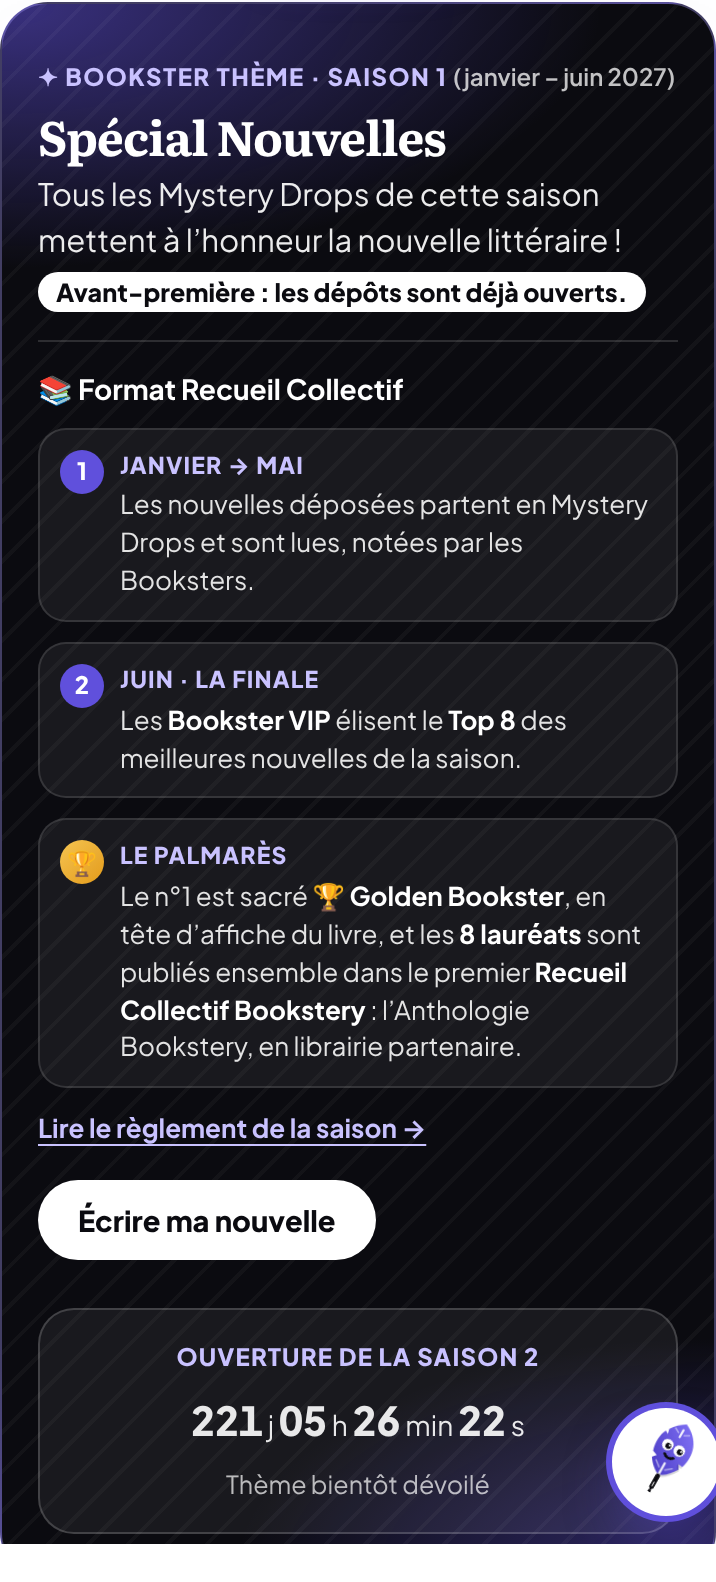 ✦ BOOKSTER THÈME · SAISON 1 (janvier – juin 2027)
Spécial Nouvelles
Tous les Mystery Drops de cette saison
mettent à l’honneur la nouvelle littéraire !
Avant-première : les dépôts sont déjà ouverts.
📚 Format Recueil Collectif
1 JANVIER → MAI
Les nouvelles déposées partent en Mystery
Drops et sont lues, notées par les
Booksters.
2 JUIN · LA FINALE
Les Bookster VIP élisent le Top 8 des
meilleures nouvelles de la saison.
🏆 LE PALMARÈS
Le n°1 est sacré 🏆 Golden Bookster, en
tête d’affiche du livre, et les 8 lauréats sont
publiés ensemble dans le premier Recueil
Collectif Bookstery : l’Anthologie
Bookstery, en librairie partenaire.
Lire le règlement de la saison →
Écrire ma nouvelle
OUVERTURE DE LA SAISON 2
221 j 05 h 26 min 22 s
Thème bientôt dévoilé